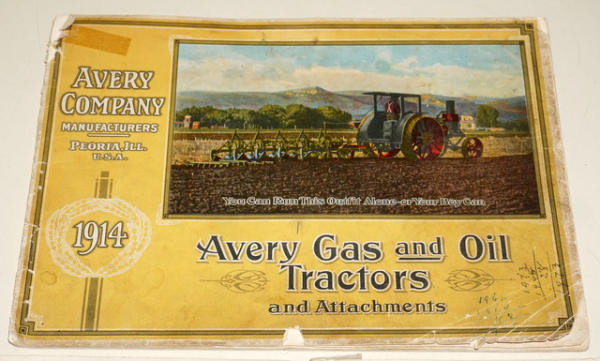 AVERY
COMPANY
MANUFACTURERS
PEORIA, ILL.
U.S.A.
1914
You Can Run This Outfit Alone-or Your Boy Can
Avery Gas and Oil
Tractors
and Attachments